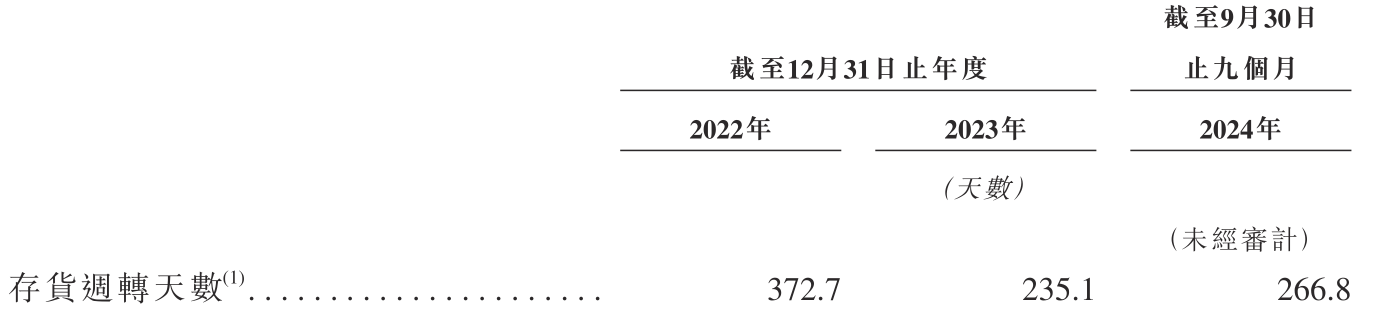 截至9月30日
截至12月31日止年度 止九個月
2022年 2023年 2024年
(天數)
(未經審計)
存貨週轉天數(1)...................... 372.7 235.1 266.8